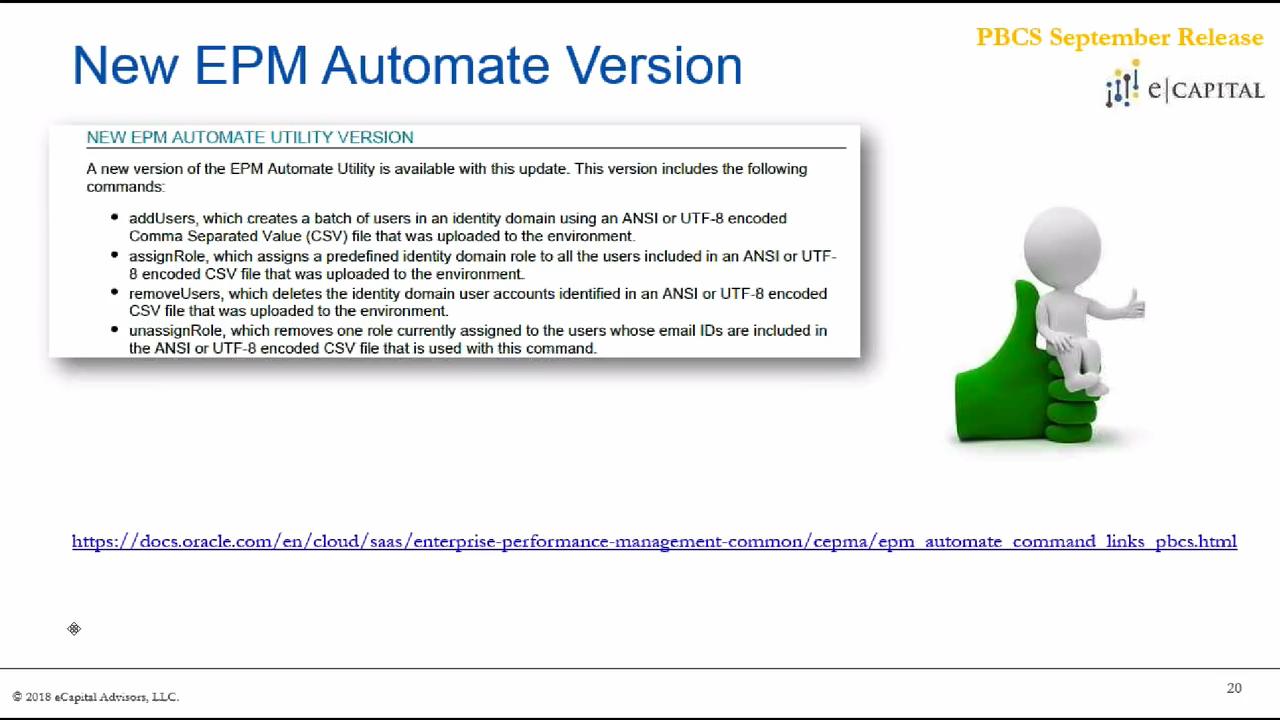 PBCS September Release
New EPM Automate Version
e|CAPITAL
NEW EPM AUTOMATE UTILITY VERSION
A new version of the EPM Automate Utility is available with this update. This version includes the following
commands:
• addUsers, which creates a batch of users in an identity domain using an ANSI or UTF-8 encoded
Comma Separated Value (CSV) file that was uploaded to the environment.
• assignRole, which assigns a predefined identity domain role to all the users included in an ANSI or UTF-
8 encoded CSV file that was uploaded to the environment.
• removeUsers, which deletes the identity domain user accounts identified in an ANSI or UTF-8 encoded
CSV file that was uploaded to the environment.
• unassignRole, which removes one role currently assigned to the users whose email IDs are included in
the ANSI or UTF-8 encoded CSV file that is used with this command.
https://docs.oracle.com/en/cloud/saas/enterprise-performance-management-common/cepma/epm_automate_command_links_pbcs.html
© 2018 eCapital Advisors, LLC.
20